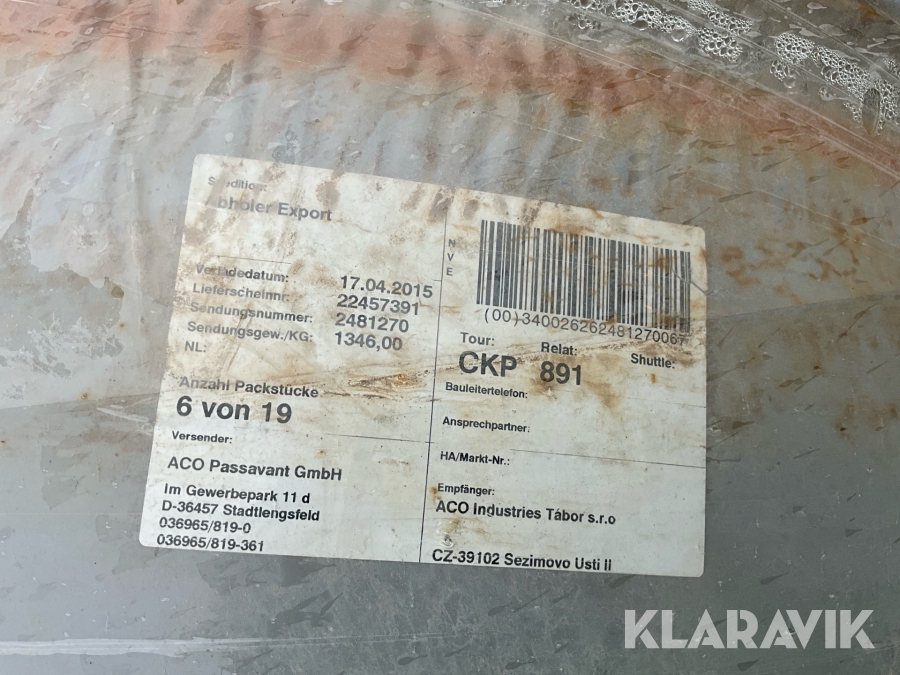 Spedition:
Abholer Export
Verladedatum: 17.04.2015
Lieferscheinnr: 22457391
Sendungsnummer: 2481270
Sendungsgew./KG: 1346,00
NL:
Anzahl Packstücke
6 von 19
Versender:
ACO Passavant GmbH
Im Gewerbepark 11 d
D-36457 Stadtlengsfeld
036965/819-0
036965/819-361
NVE
(00)340026262481270067
Tour: Relat: Shuttle:
CKP 891
Bauleitertelefon:
Ansprechpartner:
HA/Markt-Nr.:
Empfänger:
ACO Industries Tábor s.r.o
CZ-39102 Sezimovo Usti II
KLARAVIK